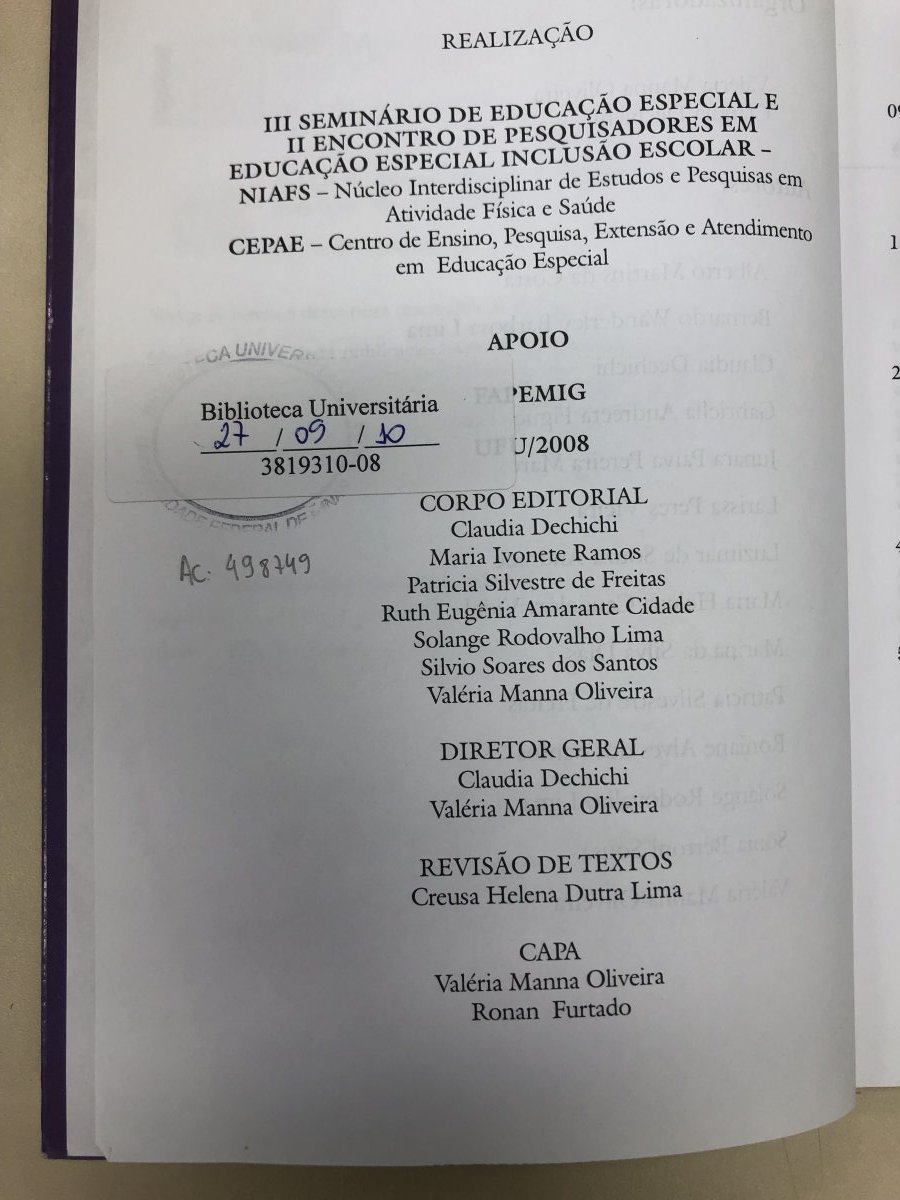 REALIZAÇÃO
III SEMINÁRIO DE EDUCAÇÃO ESPECIAL E
II ENCONTRO DE PESQUISADORES EM
EDUCAÇÃO ESPECIAL INCLUSÃO ESCOLAR –
NIAFS – Núcleo Interdisciplinar de Estudos e Pesquisas em
Atividade Física e Saúde
CEPAE – Centro de Ensino, Pesquisa, Extensão e Atendimento
em Educação Especial
APOIO
FAPEMIG
UFU/2008
Biblioteca Universitária
27 / 09 / 10
3819310-08
AC: 498749
CORPO EDITORIAL
Claudia Dechichi
Maria Ivonete Ramos
Patricia Silvestre de Freitas
Ruth Eugênia Amarante Cidade
Solange Rodovalho Lima
Silvio Soares dos Santos
Valéria Manna Oliveira
DIRETOR GERAL
Claudia Dechichi
Valéria Manna Oliveira
REVISÃO DE TEXTOS
Creusa Helena Dutra Lima
CAPA
Valéria Manna Oliveira
Ronan Furtado